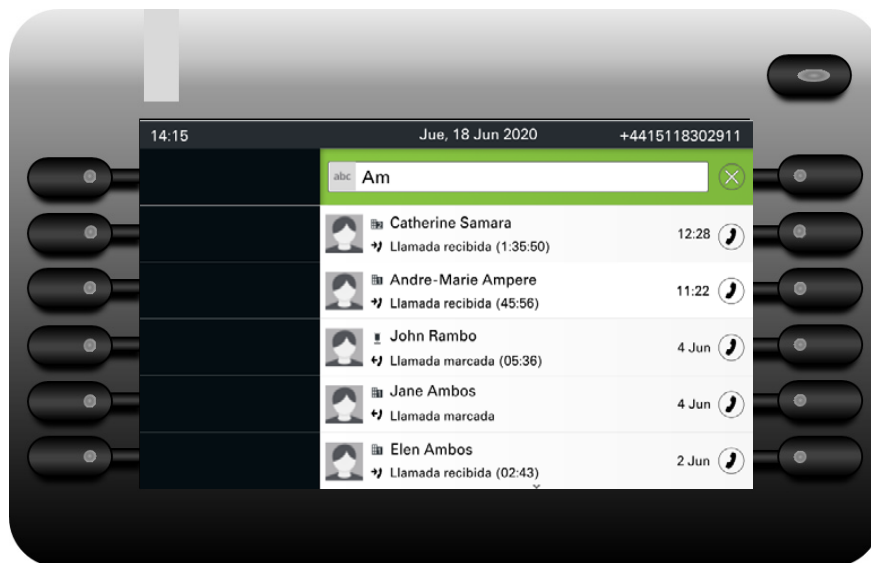 14:15 Jue, 18 Jun 2020 +4415118302911
abc Am
Catherine Samara
12:28
Llamada recibida (1:35:50)
Andre-Marie Ampere
11:22
Llamada recibida (45:56)
John Rambo
4 Jun
Llamada marcada (05:36)
Jane Ambos
4 Jun
Llamada marcada
Elen Ambos
2 Jun
Llamada recibida (02:43)